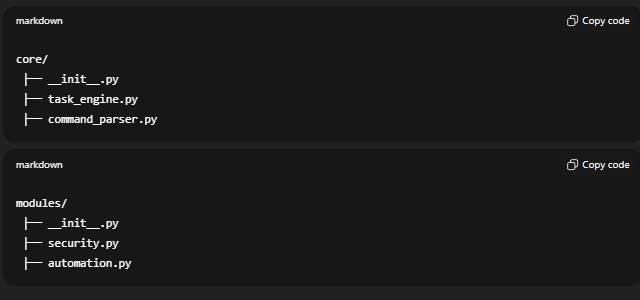 markdown
Copy code
core/
├── __init__.py
├── task_engine.py
├── command_parser.py
markdown
Copy code
modules/
├── __init__.py
├── security.py
├── automation.py